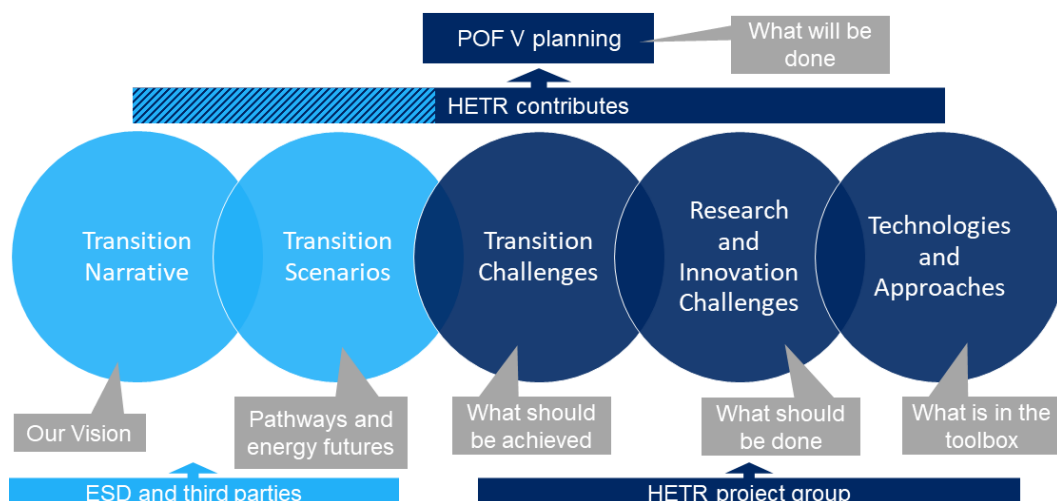 POF V planning
What will be
done
HETR contributes
Transition
Narrative
Transition
Scenarios
Transition
Challenges
Research
and
Innovation
Challenges
Technologies
and
Approaches
Our Vision
Pathways and
energy futures
What should
be achieved
What should
be done
What is in the
toolbox
ESD and third parties
HETR project group